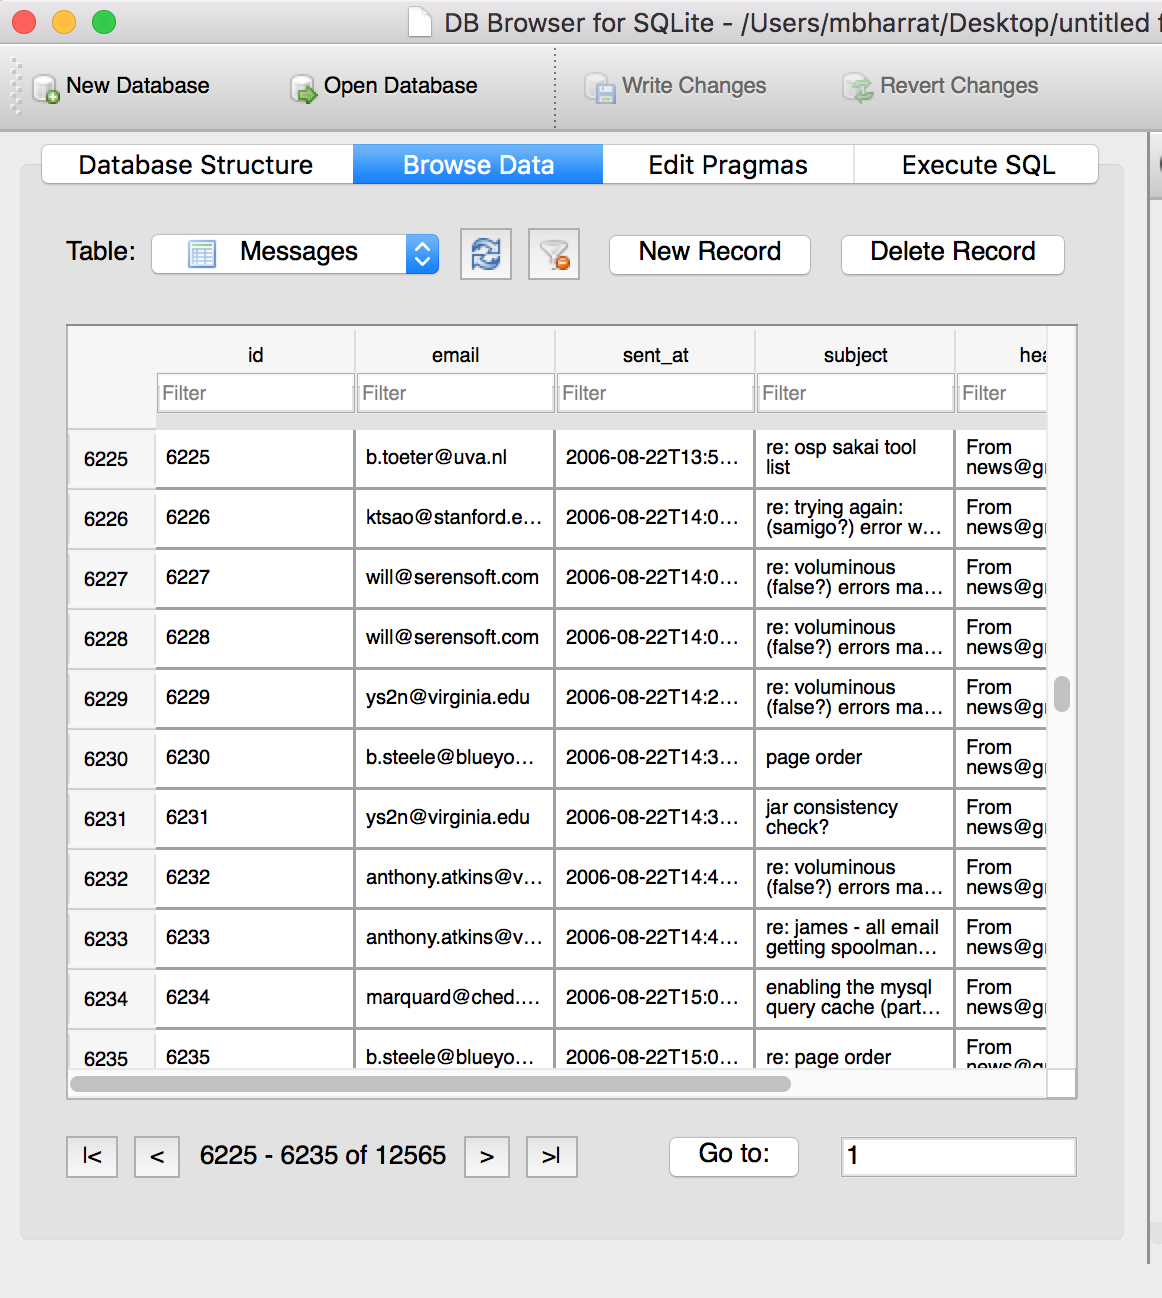 DB Browser for SQLite - /Users/mbharrat/Desktop/untitled f
New Database Open Database Write Changes Revert Changes
Database Structure Browse Data Edit Pragmas Execute SQL
Table: Messages New Record Delete Record
id email sent_at subject hea
Filter Filter Filter Filter Filter
6225 6225 b.toeter@uva.nl 2006-08-22T13:5... re: osp sakai tool From
list news@g
6226 6226 ktsao@stanford.e... 2006-08-22T14:0... re: trying again: From
(samigo?) error w... news@g
6227 6227 will@serensoft.com 2006-08-22T14:0... re: voluminous From
(false?) errors ma... news@g
6228 6228 will@serensoft.com 2006-08-22T14:0... re: voluminous From
(false?) errors ma... news@g
6229 6229 ys2n@virginia.edu 2006-08-22T14:2... re: voluminous From
(false?) errors ma... news@g
6230 6230 b.steele@blueyo... 2006-08-22T14:3... page order From
news@g
6231 6231 ys2n@virginia.edu 2006-08-22T14:3... jar consistency From
check? news@g
6232 6232 anthony.atkins@v... 2006-08-22T14:4... re: voluminous From
(false?) errors ma... news@g
6233 6233 anthony.atkins@v... 2006-08-22T14:4... re: james - all email From
getting spoolman... news@g
6234 6234 marquard@ched.... 2006-08-22T15:0... enabling the mysql From
query cache (part... news@g
6235 6235 b.steele@blueyo... 2006-08-22T15:0... re: page order From
news@g
|< < 6225 - 6235 of 12565 > >| Go to: 1